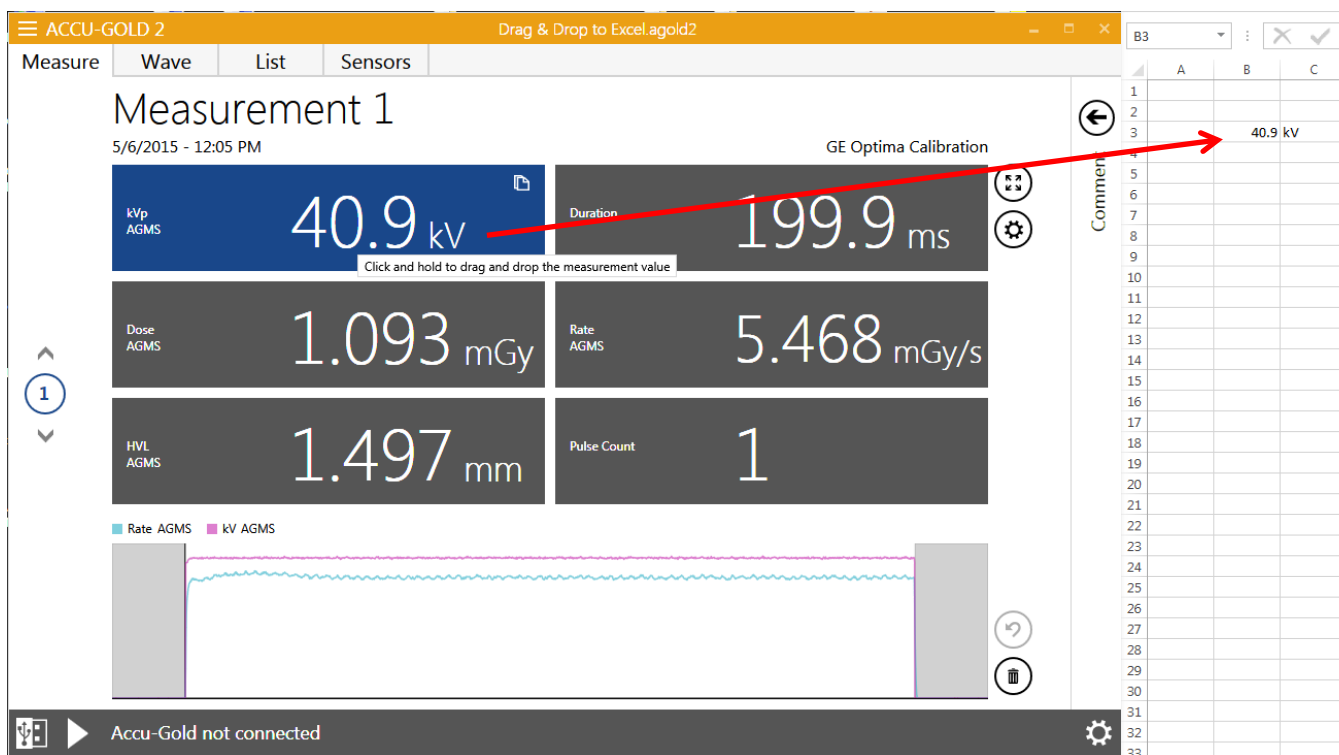 ACCU-GOLD 2
Drag & Drop to Excel.agold2
Measure Wave List Sensors
Measurement 1
5/6/2015 - 12:05 PM
GE Optima Calibration
kVp
AGMS
40.9 kV
Duration
199.9 ms
Click and hold to drag and drop the measurement value
Dose
AGMS
1.093 mGy
Rate
AGMS
5.468 mGy/s
HVL
AGMS
1.497 mm
Pulse Count
1
1
Rate AGMS kV AGMS
Accu-Gold not connected
Commen
B3
A B C
1
2
3 40.9 kV
4
5
6
7
8
9
10
11
12
13
14
15
16
17
18
19
20
21
22
23
24
25
26
27
28
29
30
31
32
33